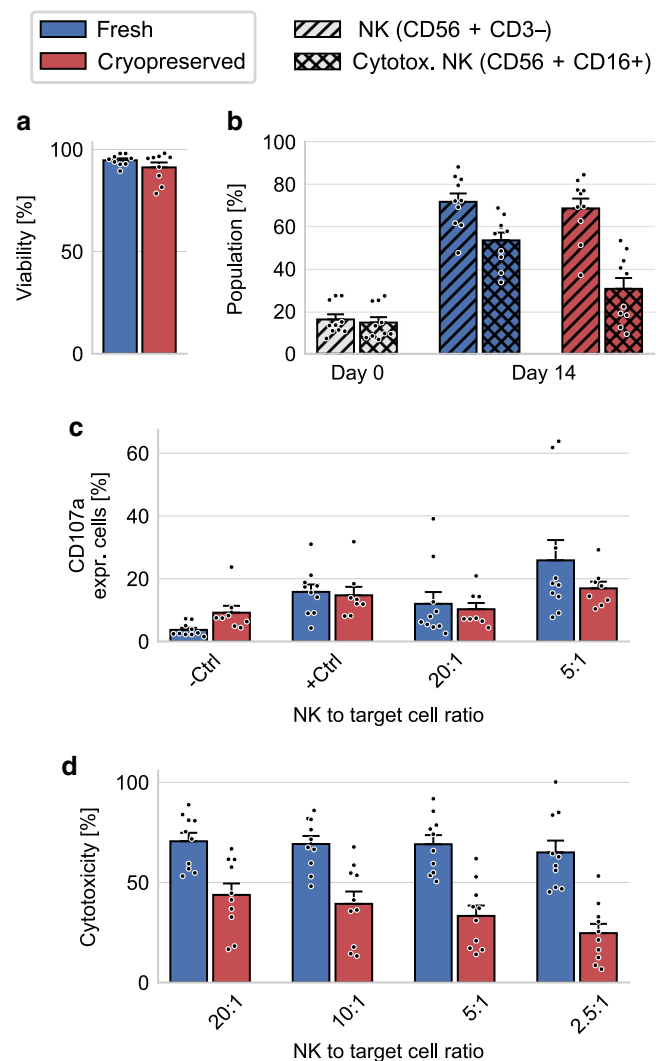 Fresh
Cryopreserved
NK (CD56 + CD3–)
Cytotox. NK (CD56 + CD16+)
a
b
100
50
0
Viability [%]
100
80
60
40
20
0
Population [%]
Day 0
Day 14
c
60
40
20
0
CD107a
expr. cells [%]
-Ctrl
+Ctrl
20:1
5:1
NK to target cell ratio
d
100
50
0
Cytotoxicity [%]
20:1
10:1
5:1
2.5:1
NK to target cell ratio